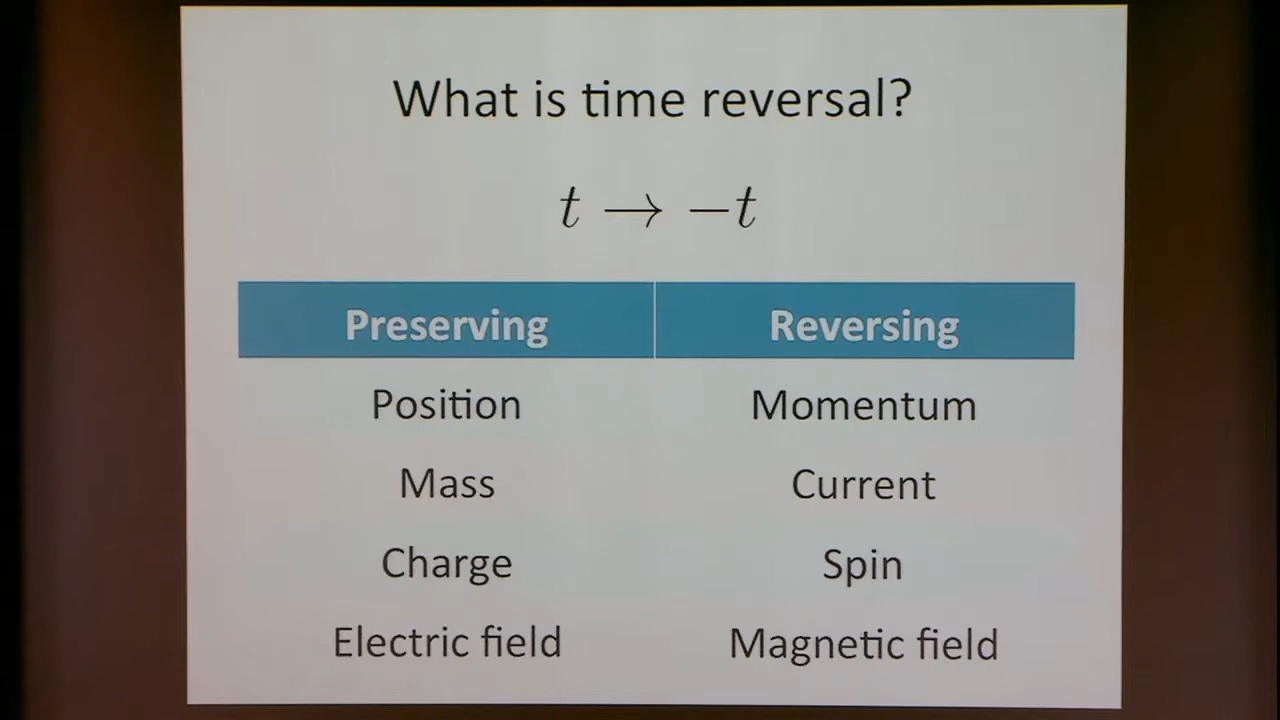 What is time reversal?
t → −t
Preserving Reversing
Position Momentum
Mass Current
Charge Spin
Electric field Magnetic field